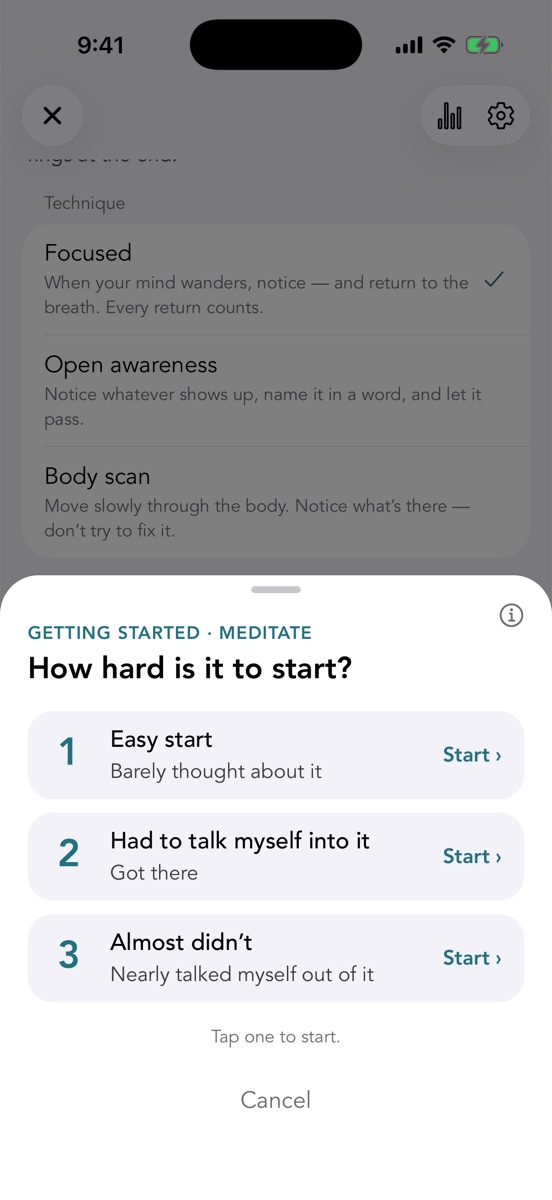 9:41
rings at the end.
Technique
Focused
When your mind wanders, notice — and return to the
breath. Every return counts.
Open awareness
Notice whatever shows up, name it in a word, and let it
pass.
Body scan
Move slowly through the body. Notice what’s there —
don’t try to fix it.
GETTING STARTED · MEDITATE
How hard is it to start?
1 Easy start
Barely thought about it
Start ›
2 Had to talk myself into it
Got there
Start ›
3 Almost didn’t
Nearly talked myself out of it
Start ›
Tap one to start.
Cancel